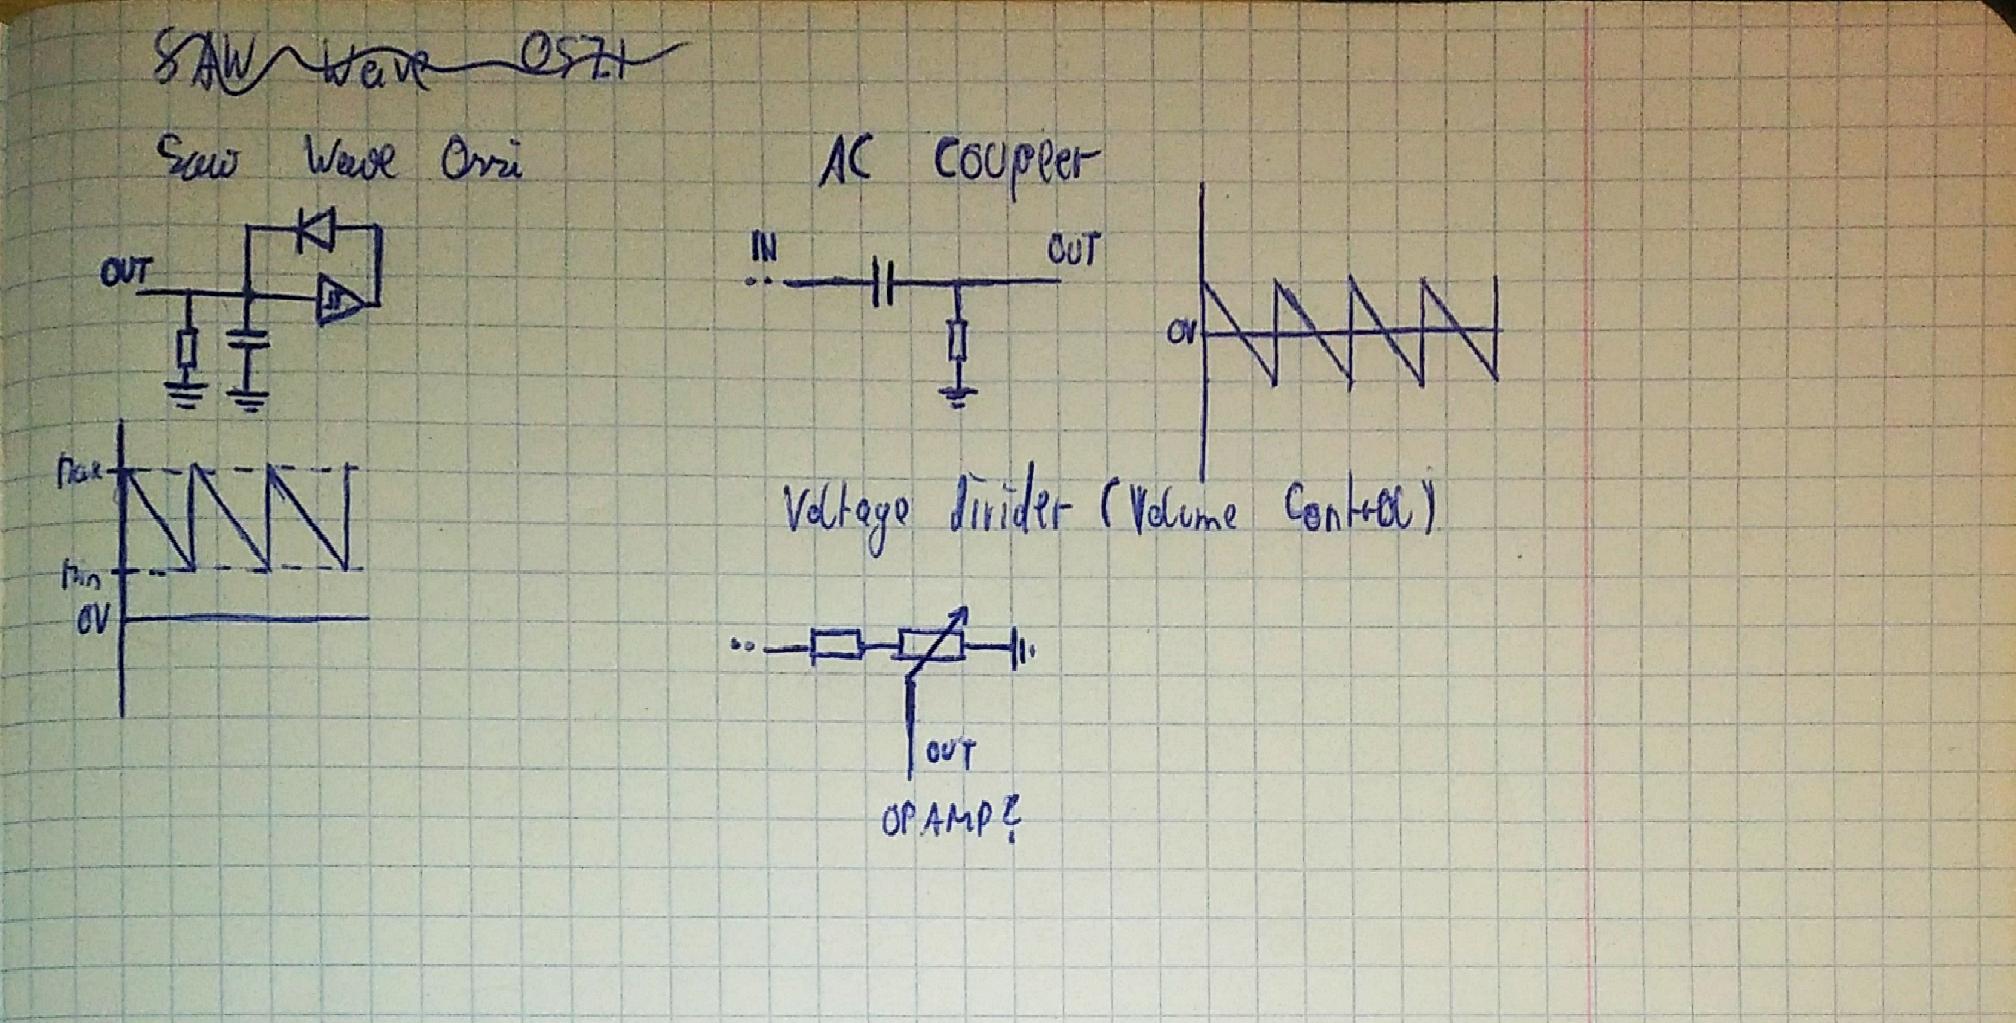 SAW Wave OSZI
Saw Wave Oszi
OUT
Max
Min
0V
AC Coupler
IN
OUT
0V
Voltage divider (Volume Control)
OUT
OP AMP?